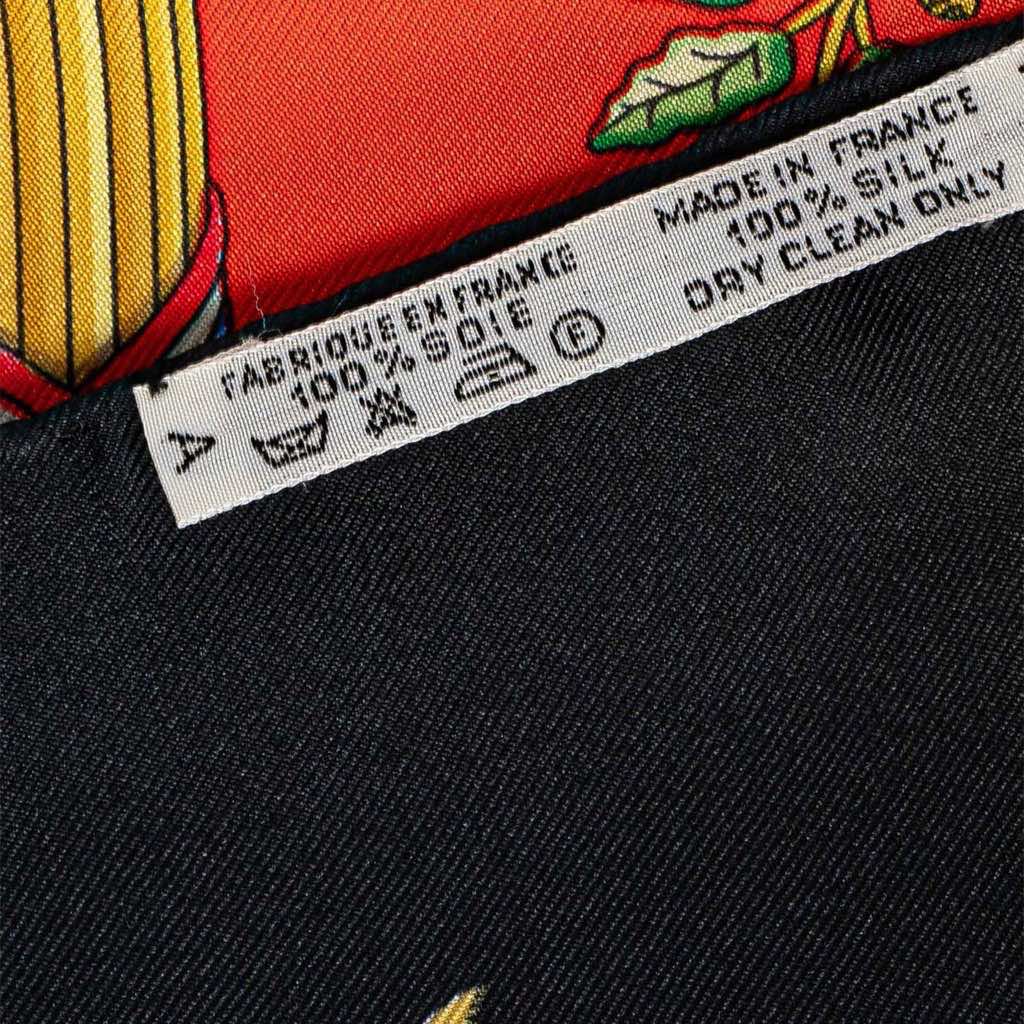 FABRIQUE EN FRANCE
100% SOIE
P
A
MADE IN FRANCE
100% SILK
DRY CLEAN ONLY